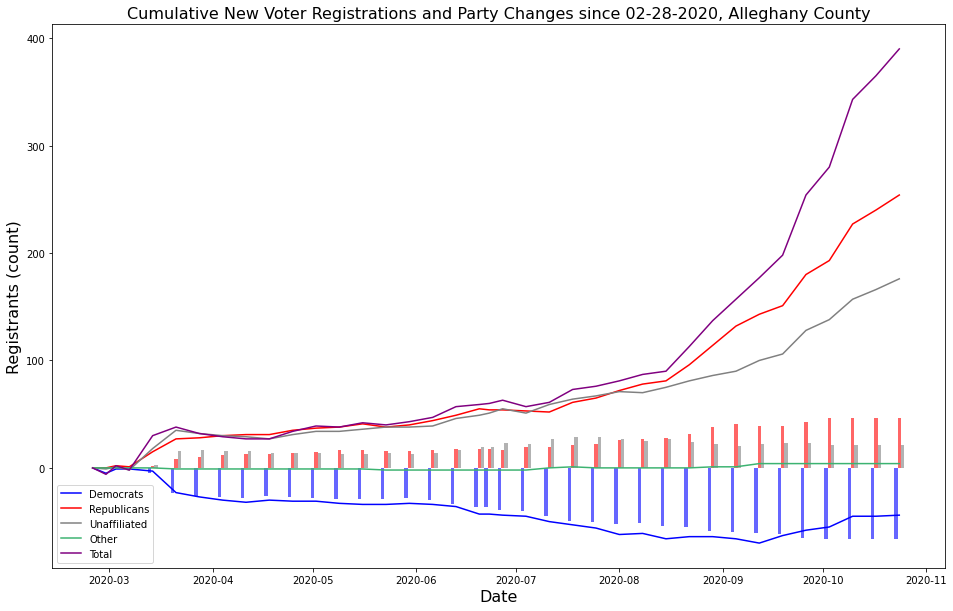 Cumulative New Voter Registrations and Party Changes since 02-28-2020, Alleghany County
Registrants (count)
400
300
200
100
0
Democrats
Republicans
Unaffiliated
Other
Total
2020-03 2020-04 2020-05 2020-06 2020-07 2020-08 2020-09 2020-10 2020-11
Date